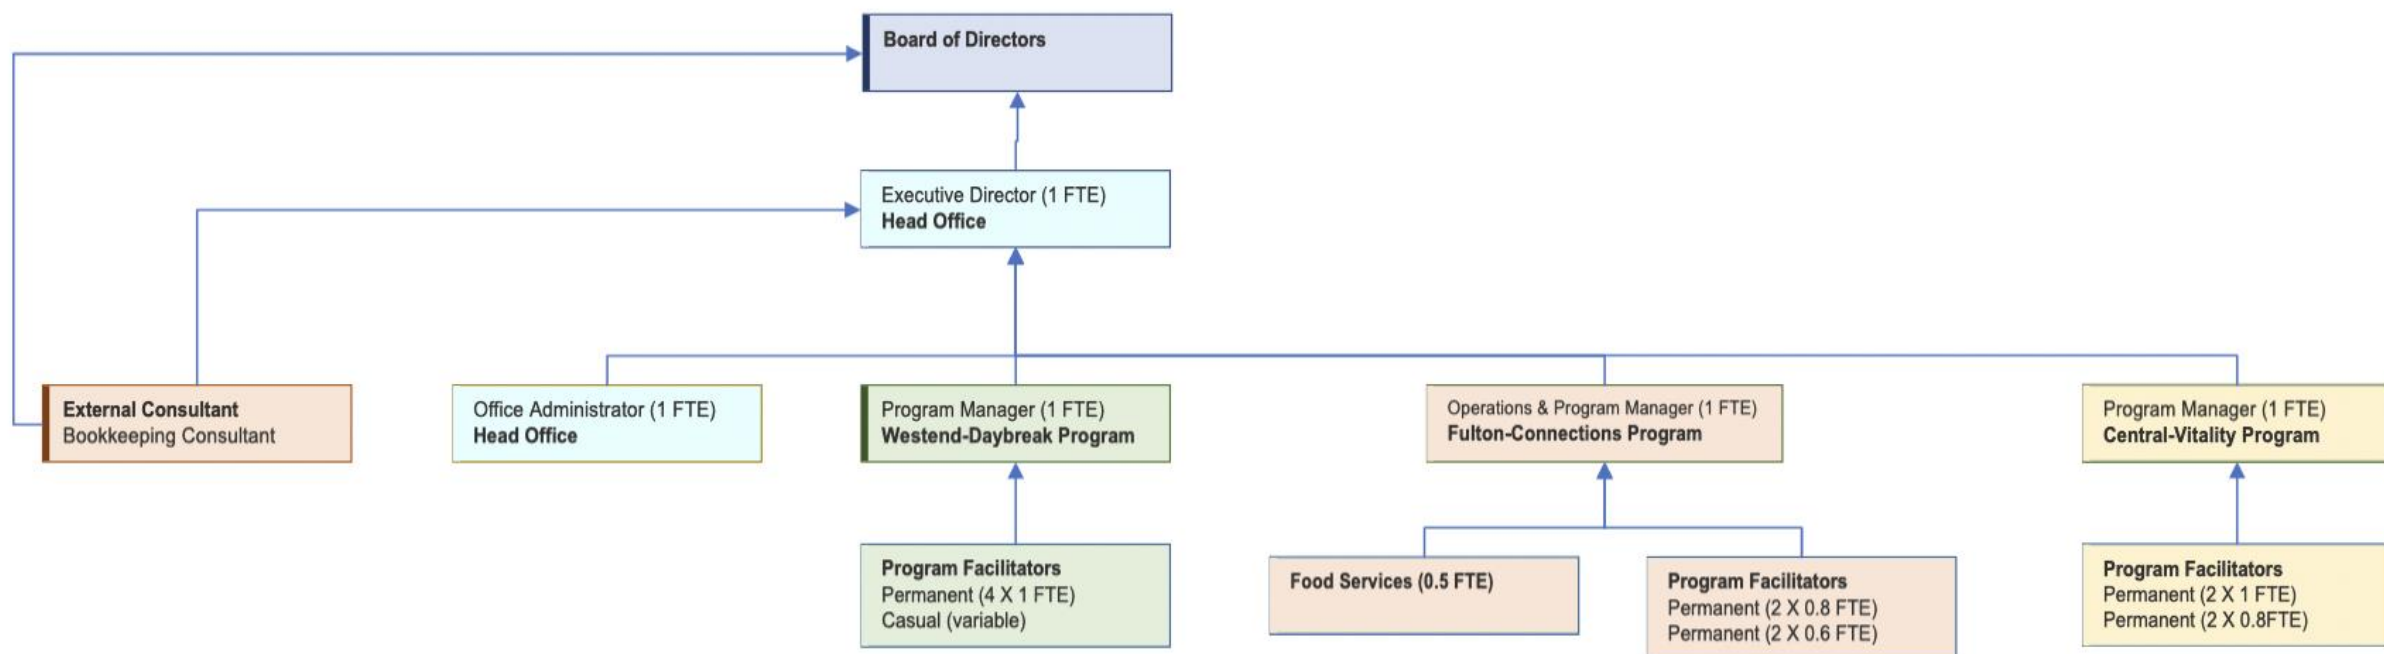 Board of Directors
Executive Director (1 FTE)
Head Office
External Consultant
Bookkeeping Consultant
Office Administrator (1 FTE)
Head Office
Program Manager (1 FTE)
Westend-Daybreak Program
Operations & Program Manager (1 FTE)
Fulton-Connections Program
Program Manager (1 FTE)
Central-Vitality Program
Program Facilitators
Permanent (4 X 1 FTE)
Casual (variable)
Food Services (0.5 FTE)
Program Facilitators
Permanent (2 X 0.8 FTE)
Permanent (2 X 0.6 FTE)
Program Facilitators
Permanent (2 X 1 FTE)
Permanent (2 X 0.8FTE)